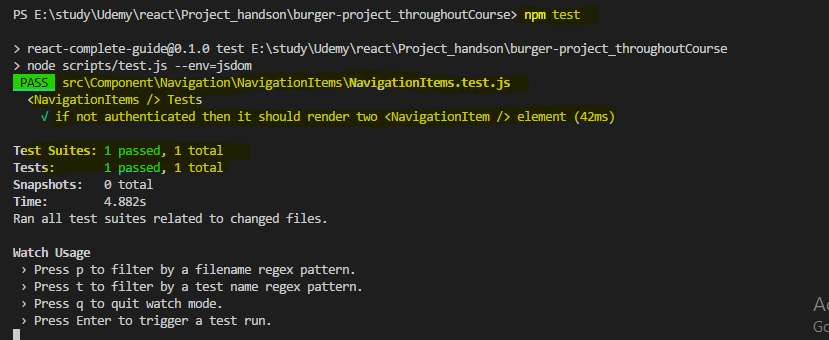 PS E:\study\Udemy\react\Project_handson\burger-project_throughoutCourse> npm test
> react-complete-guide@0.1.0 test E:\study\Udemy\react\Project_handson\burger-project_throughoutCourse
> node scripts/test.js --env=jsdom
PASS src\Component\Navigation\NavigationItems\NavigationItems.test.js
<NavigationItems /> Tests
√ if not authenticated then it should render two <NavigationItem /> element (42ms)
Test Suites: 1 passed, 1 total
Tests: 1 passed, 1 total
Snapshots: 0 total
Time: 4.882s
Ran all test suites related to changed files.
Watch Usage
› Press p to filter by a filename regex pattern.
› Press t to filter by a test name regex pattern.
› Press q to quit watch mode.
› Press Enter to trigger a test run.